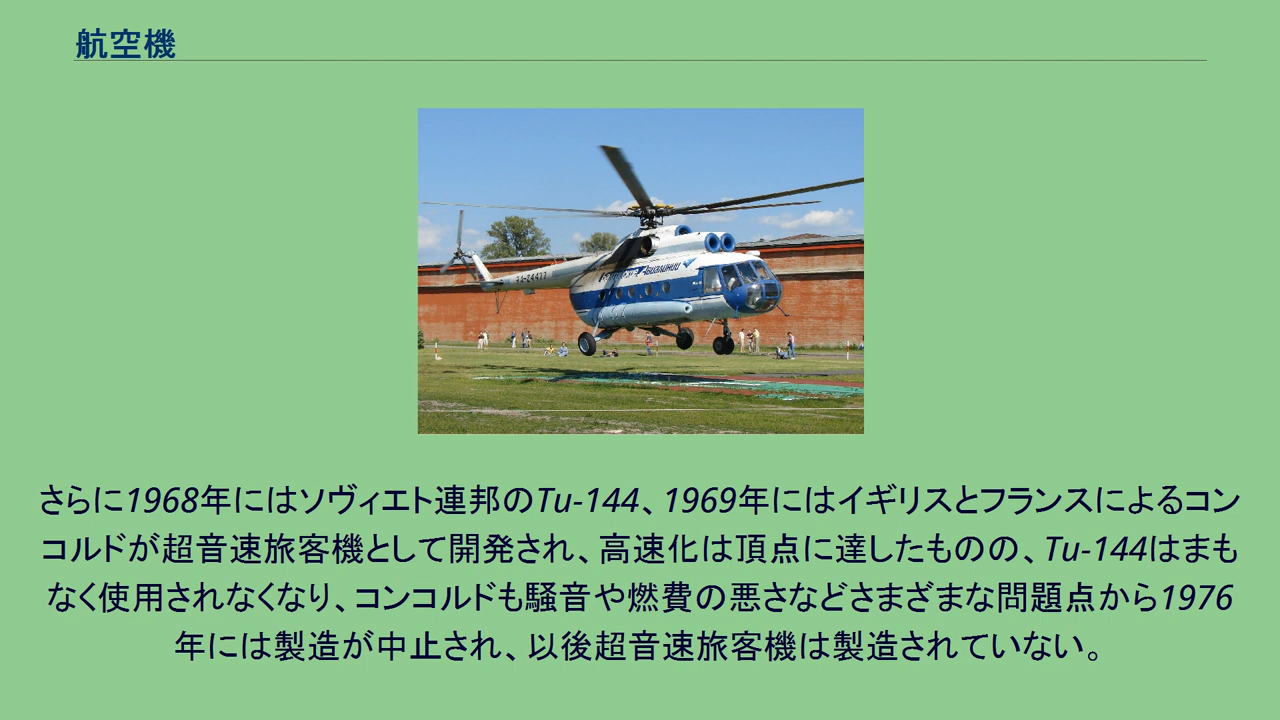 航空機
RA-24477
さらに1968年にはソヴィエト連邦のTu-144、1969年にはイギリスとフランスによるコン
コルドが超音速旅客機として開発され、高速化は頂点に達したものの、Tu-144はまも
なく使用されなくなり、コンコルドも騒音や燃費の悪さなどさまざまな問題点から1976
年には製造が中止され、以後超音速旅客機は製造されていない。